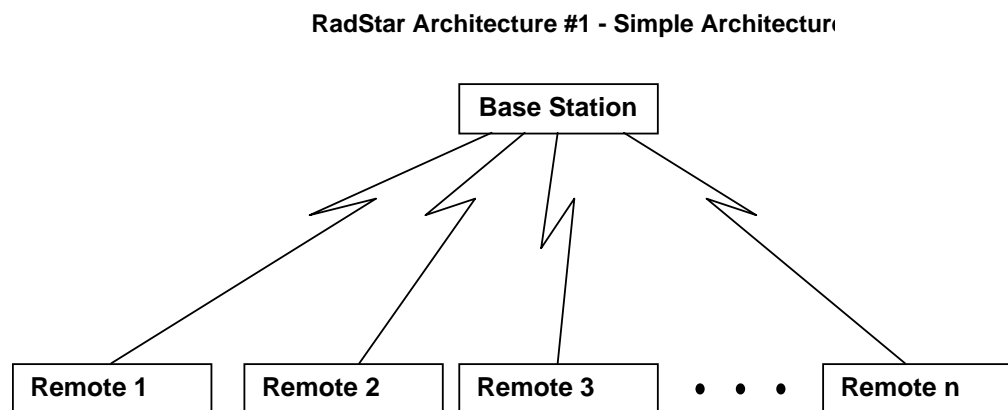 RadStar Architecture #1 - Simple Architecture
Base Station
Remote 1
Remote 2
Remote 3
• • •
Remote n